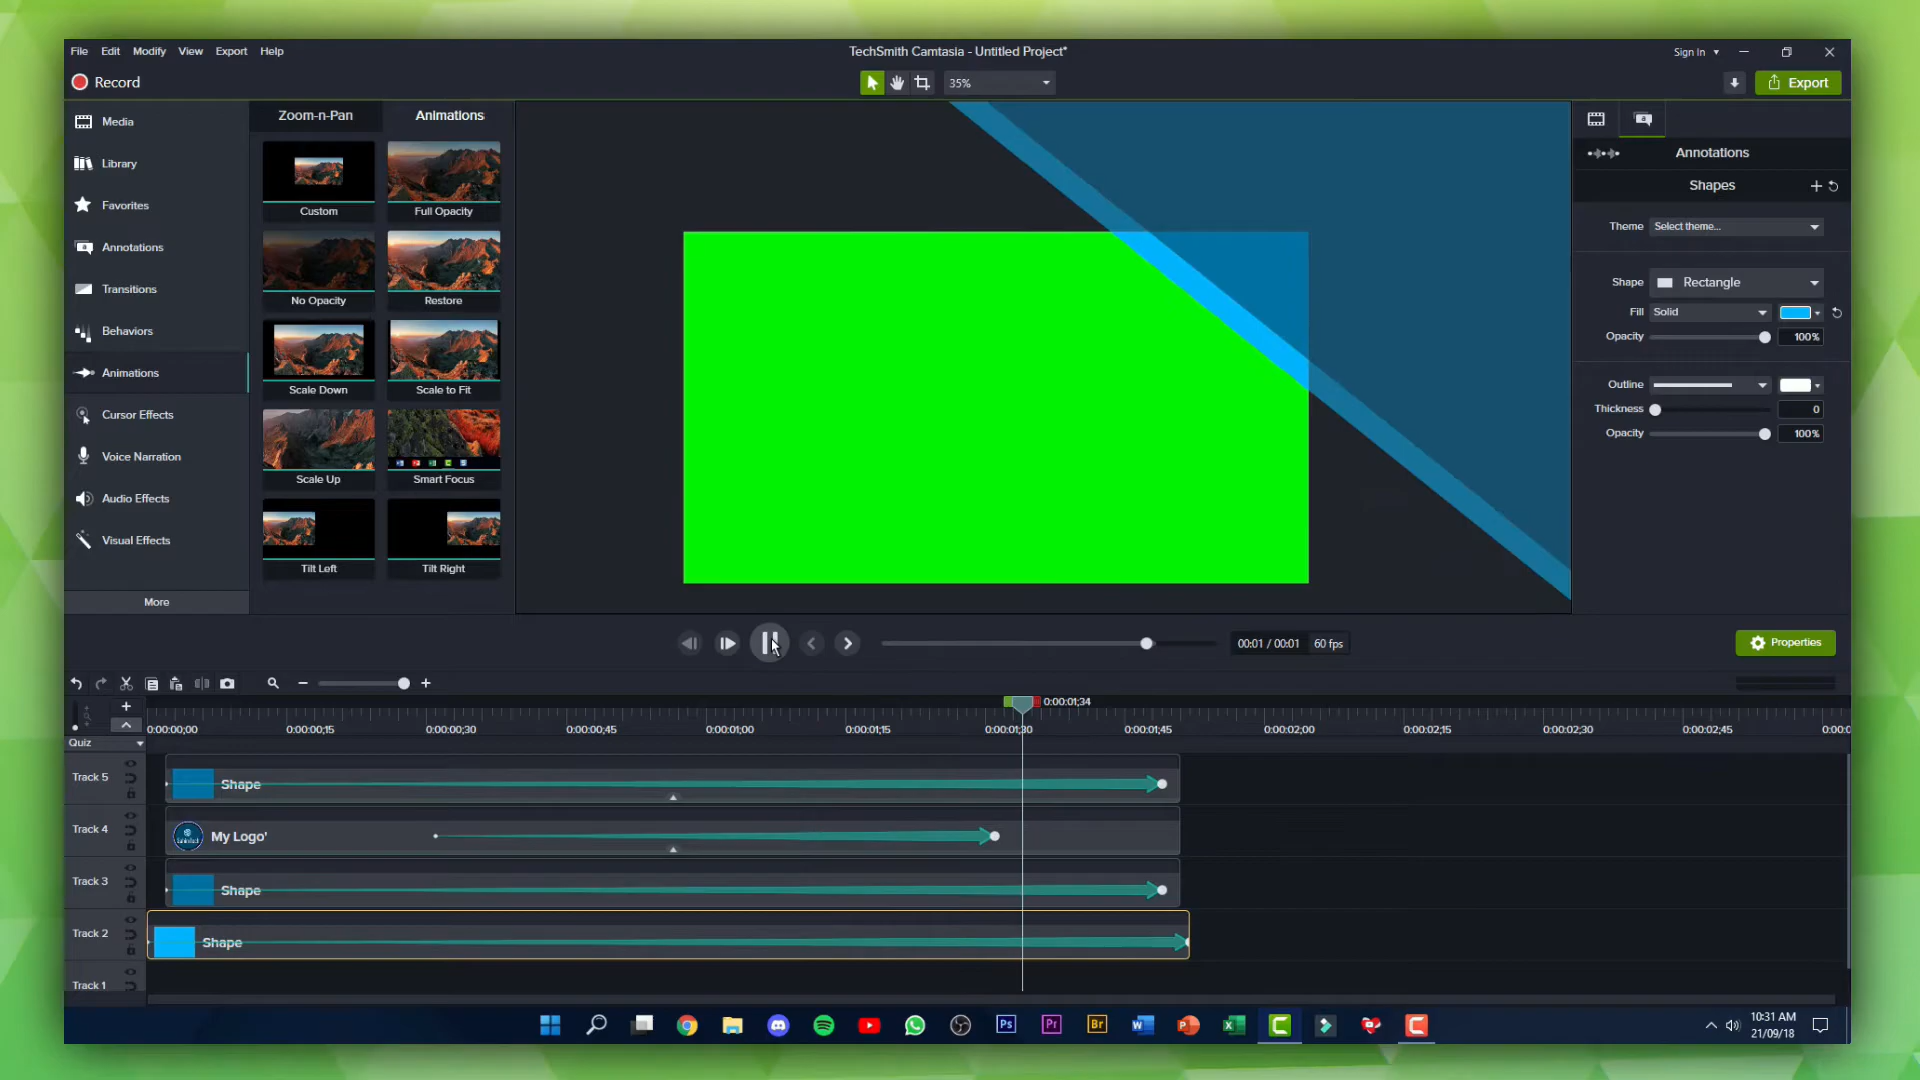 File Edit Modify View Export Help
TechSmith Camtasia - Untitled Project*
Sign In
Record
35%
Export
Media
Library
Favorites
Annotations
Transitions
Behaviors
Animations
Cursor Effects
Voice Narration
Audio Effects
Visual Effects
More
Zoom-n-Pan
Animations
Custom
Full Opacity
No Opacity
Restore
Scale Down
Scale to Fit
Scale Up
Smart Focus
Tilt Left
Tilt Right
Annotations
Shapes
Theme Select theme...
Shape Rectangle
Fill Solid
Opacity 100%
Outline
Thickness 0
Opacity 100%
00:01 / 00:01 60 fps
Properties
0:00:01;34
0:00:00;00 0:00:00;15 0:00:00;30 0:00:00;45 0:00:01;00 0:00:01;15 0:00:01;30 0:00:01;45 0:00:02;00 0:00:02;15 0:00:02;30 0:00:02;45
Quiz
Track 5 Shape
Track 4 My Logo'
Track 3 Shape
Track 2 Shape
Track 1
Ps Pr Br
10:31 AM
21/09/18